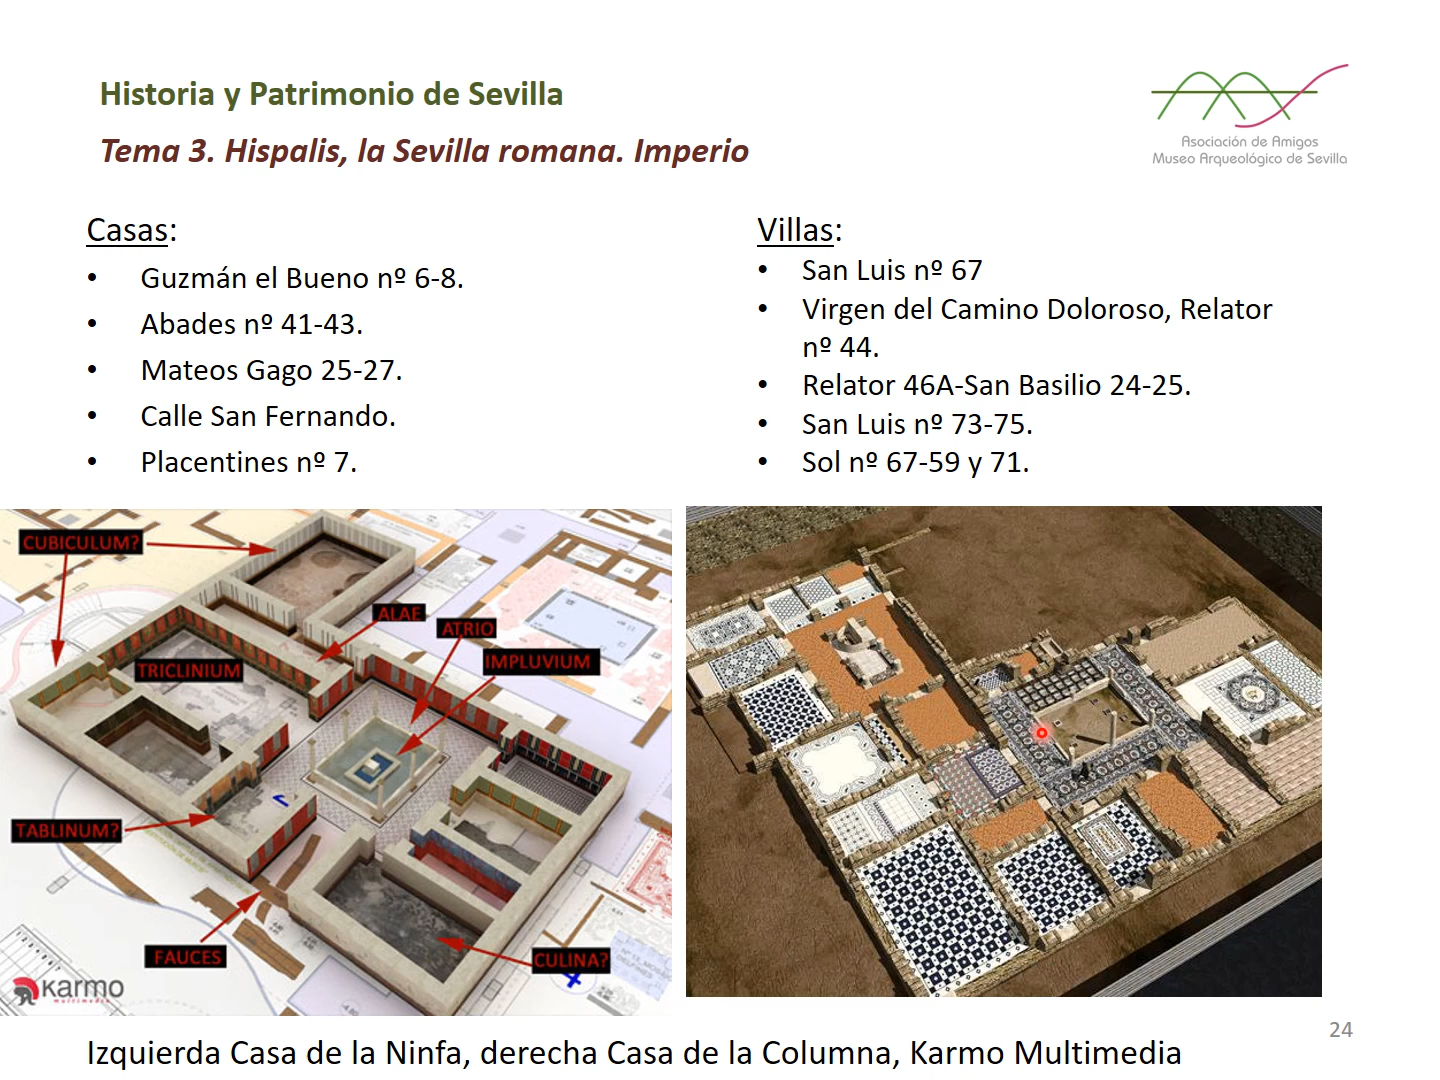 Historia y Patrimonio de Sevilla
Tema 3. Hispalis, la Sevilla romana. Imperio
Asociación de Amigos
Museo Arqueológico de Sevilla
Casas:
• Guzmán el Bueno nº 6-8.
• Abades nº 41-43.
• Mateos Gago 25-27.
• Calle San Fernando.
• Placentines nº 7.
Villas:
• San Luis nº 67
• Virgen del Camino Doloroso, Relator
nº 44.
• Relator 46A-San Basilio 24-25.
• San Luis nº 73-75.
• Sol nº 67-59 y 71.
CUBICULUM?
ALAE
ATRIO
IMPLUVIUM
TRICLINIUM
TABLINUM?
FAUCES
CULINA?
karmo
multimedia
24
Izquierda Casa de la Ninfa, derecha Casa de la Columna, Karmo Multimedia